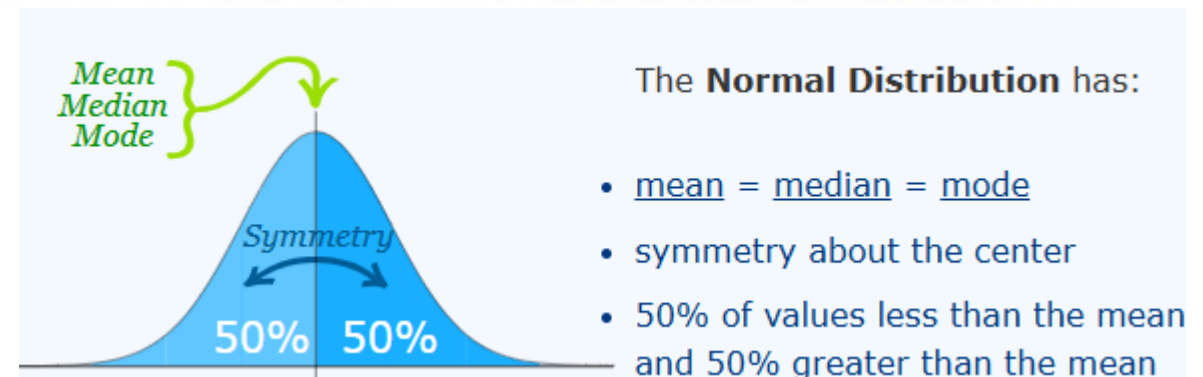 Mean
Median
Mode
Symmetry
50% 50%
The Normal Distribution has:
• mean = median = mode
• symmetry about the center
• 50% of values less than the mean
and 50% greater than the mean